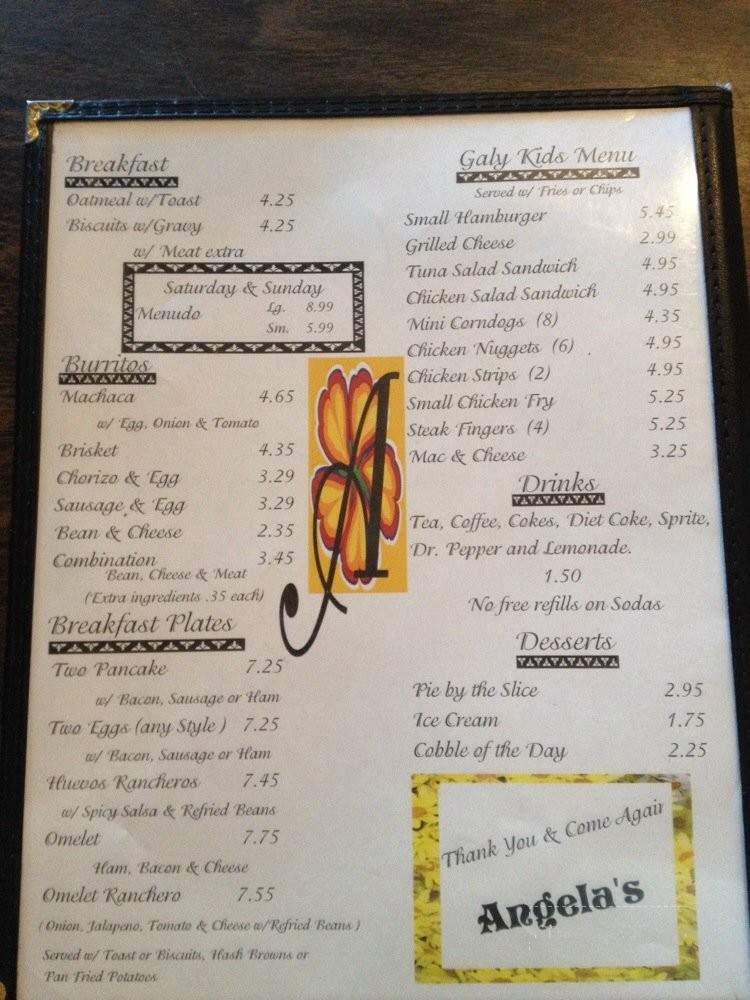 Breakfast
Oatmeal w/Toast 4.25
Biscuits w/Gravy 4.25
w/ Meat extra
Saturday & Sunday
Menudo Lg. 8.99
Sm. 5.99
Burritos
Machaca 4.65
w/ Egg, Onion & Tomato
Brisket 4.35
Chorizo & Egg 3.29
Sausage & Egg 3.29
Bean & Cheese 2.35
Combination 3.45
Bean, Cheese & Meat
(Extra ingredients .35 each)
Breakfast Plates
Two Pancake 7.25
w/ Bacon, Sausage or Ham
Two Eggs (any Style ) 7.25
w/ Bacon, Sausage or Ham
Huevos Rancheros 7.45
w/ Spicy Salsa & Refried Beans
Omelet 7.75
Ham, Bacon & Cheese
Omelet Ranchero 7.55
( Onion, Jalapeno, Tomato & Cheese w/Refried Beans )
Served w/ Toast or Biscuits, Hash Browns or
Pan Fried Potatoes
A
Galy Kids Menu
Served w/ Fries or Chips
Small Hamburger 5.45
Grilled Cheese 2.99
Tuna Salad Sandwich 4.95
Chicken Salad Sandwich 4.95
Mini Corndogs (8) 4.35
Chicken Nuggets (6) 4.95
Chicken Strips (2) 4.95
Small Chicken Fry 5.25
Steak Fingers (4) 5.25
Mac & Cheese 3.25
Drinks
Tea, Coffee, Cokes, Diet Coke, Sprite,
Dr. Pepper and Lemonade.
1.50
No free refills on Sodas
Desserts
Pie by the Slice 2.95
Ice Cream 1.75
Cobble of the Day 2.25
Thank You & Come Again
Angela's